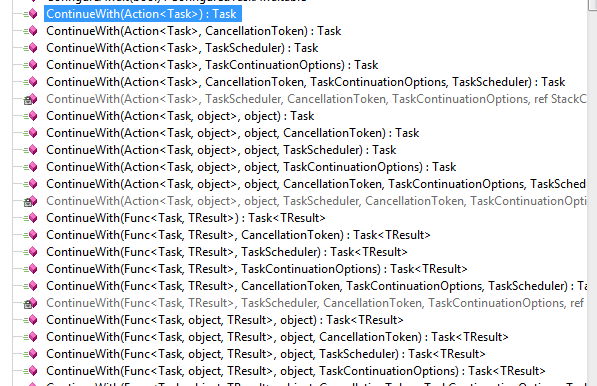 ContinueWith(Action<Task>) : Task
ContinueWith(Action<Task>, CancellationToken) : Task
ContinueWith(Action<Task>, TaskScheduler) : Task
ContinueWith(Action<Task>, TaskContinuationOptions) : Task
ContinueWith(Action<Task>, CancellationToken, TaskContinuationOptions, TaskScheduler) : Task
ContinueWith(Action<Task>, TaskScheduler, CancellationToken, TaskContinuationOptions, ref StackC
ContinueWith(Action<Task, object>, object) : Task
ContinueWith(Action<Task, object>, object, CancellationToken) : Task
ContinueWith(Action<Task, object>, object, TaskScheduler) : Task
ContinueWith(Action<Task, object>, object, TaskContinuationOptions) : Task
ContinueWith(Action<Task, object>, object, CancellationToken, TaskContinuationOptions, TaskSched
ContinueWith(Action<Task, object>, object, TaskScheduler, CancellationToken, TaskContinuationOpti
ContinueWith(Func<Task, TResult>) : Task<TResult>
ContinueWith(Func<Task, TResult>, CancellationToken) : Task<TResult>
ContinueWith(Func<Task, TResult>, TaskScheduler) : Task<TResult>
ContinueWith(Func<Task, TResult>, TaskContinuationOptions) : Task<TResult>
ContinueWith(Func<Task, TResult>, CancellationToken, TaskContinuationOptions, TaskScheduler) : Ta
ContinueWith(Func<Task, TResult>, TaskScheduler, CancellationToken, TaskContinuationOptions, ref
ContinueWith(Func<Task, object, TResult>, object) : Task<TResult>
ContinueWith(Func<Task, object, TResult>, object, CancellationToken) : Task<TResult>
ContinueWith(Func<Task, object, TResult>, object, TaskScheduler) : Task<TResult>
ContinueWith(Func<Task, object, TResult>, object, TaskContinuationOptions) : Task<TResult>